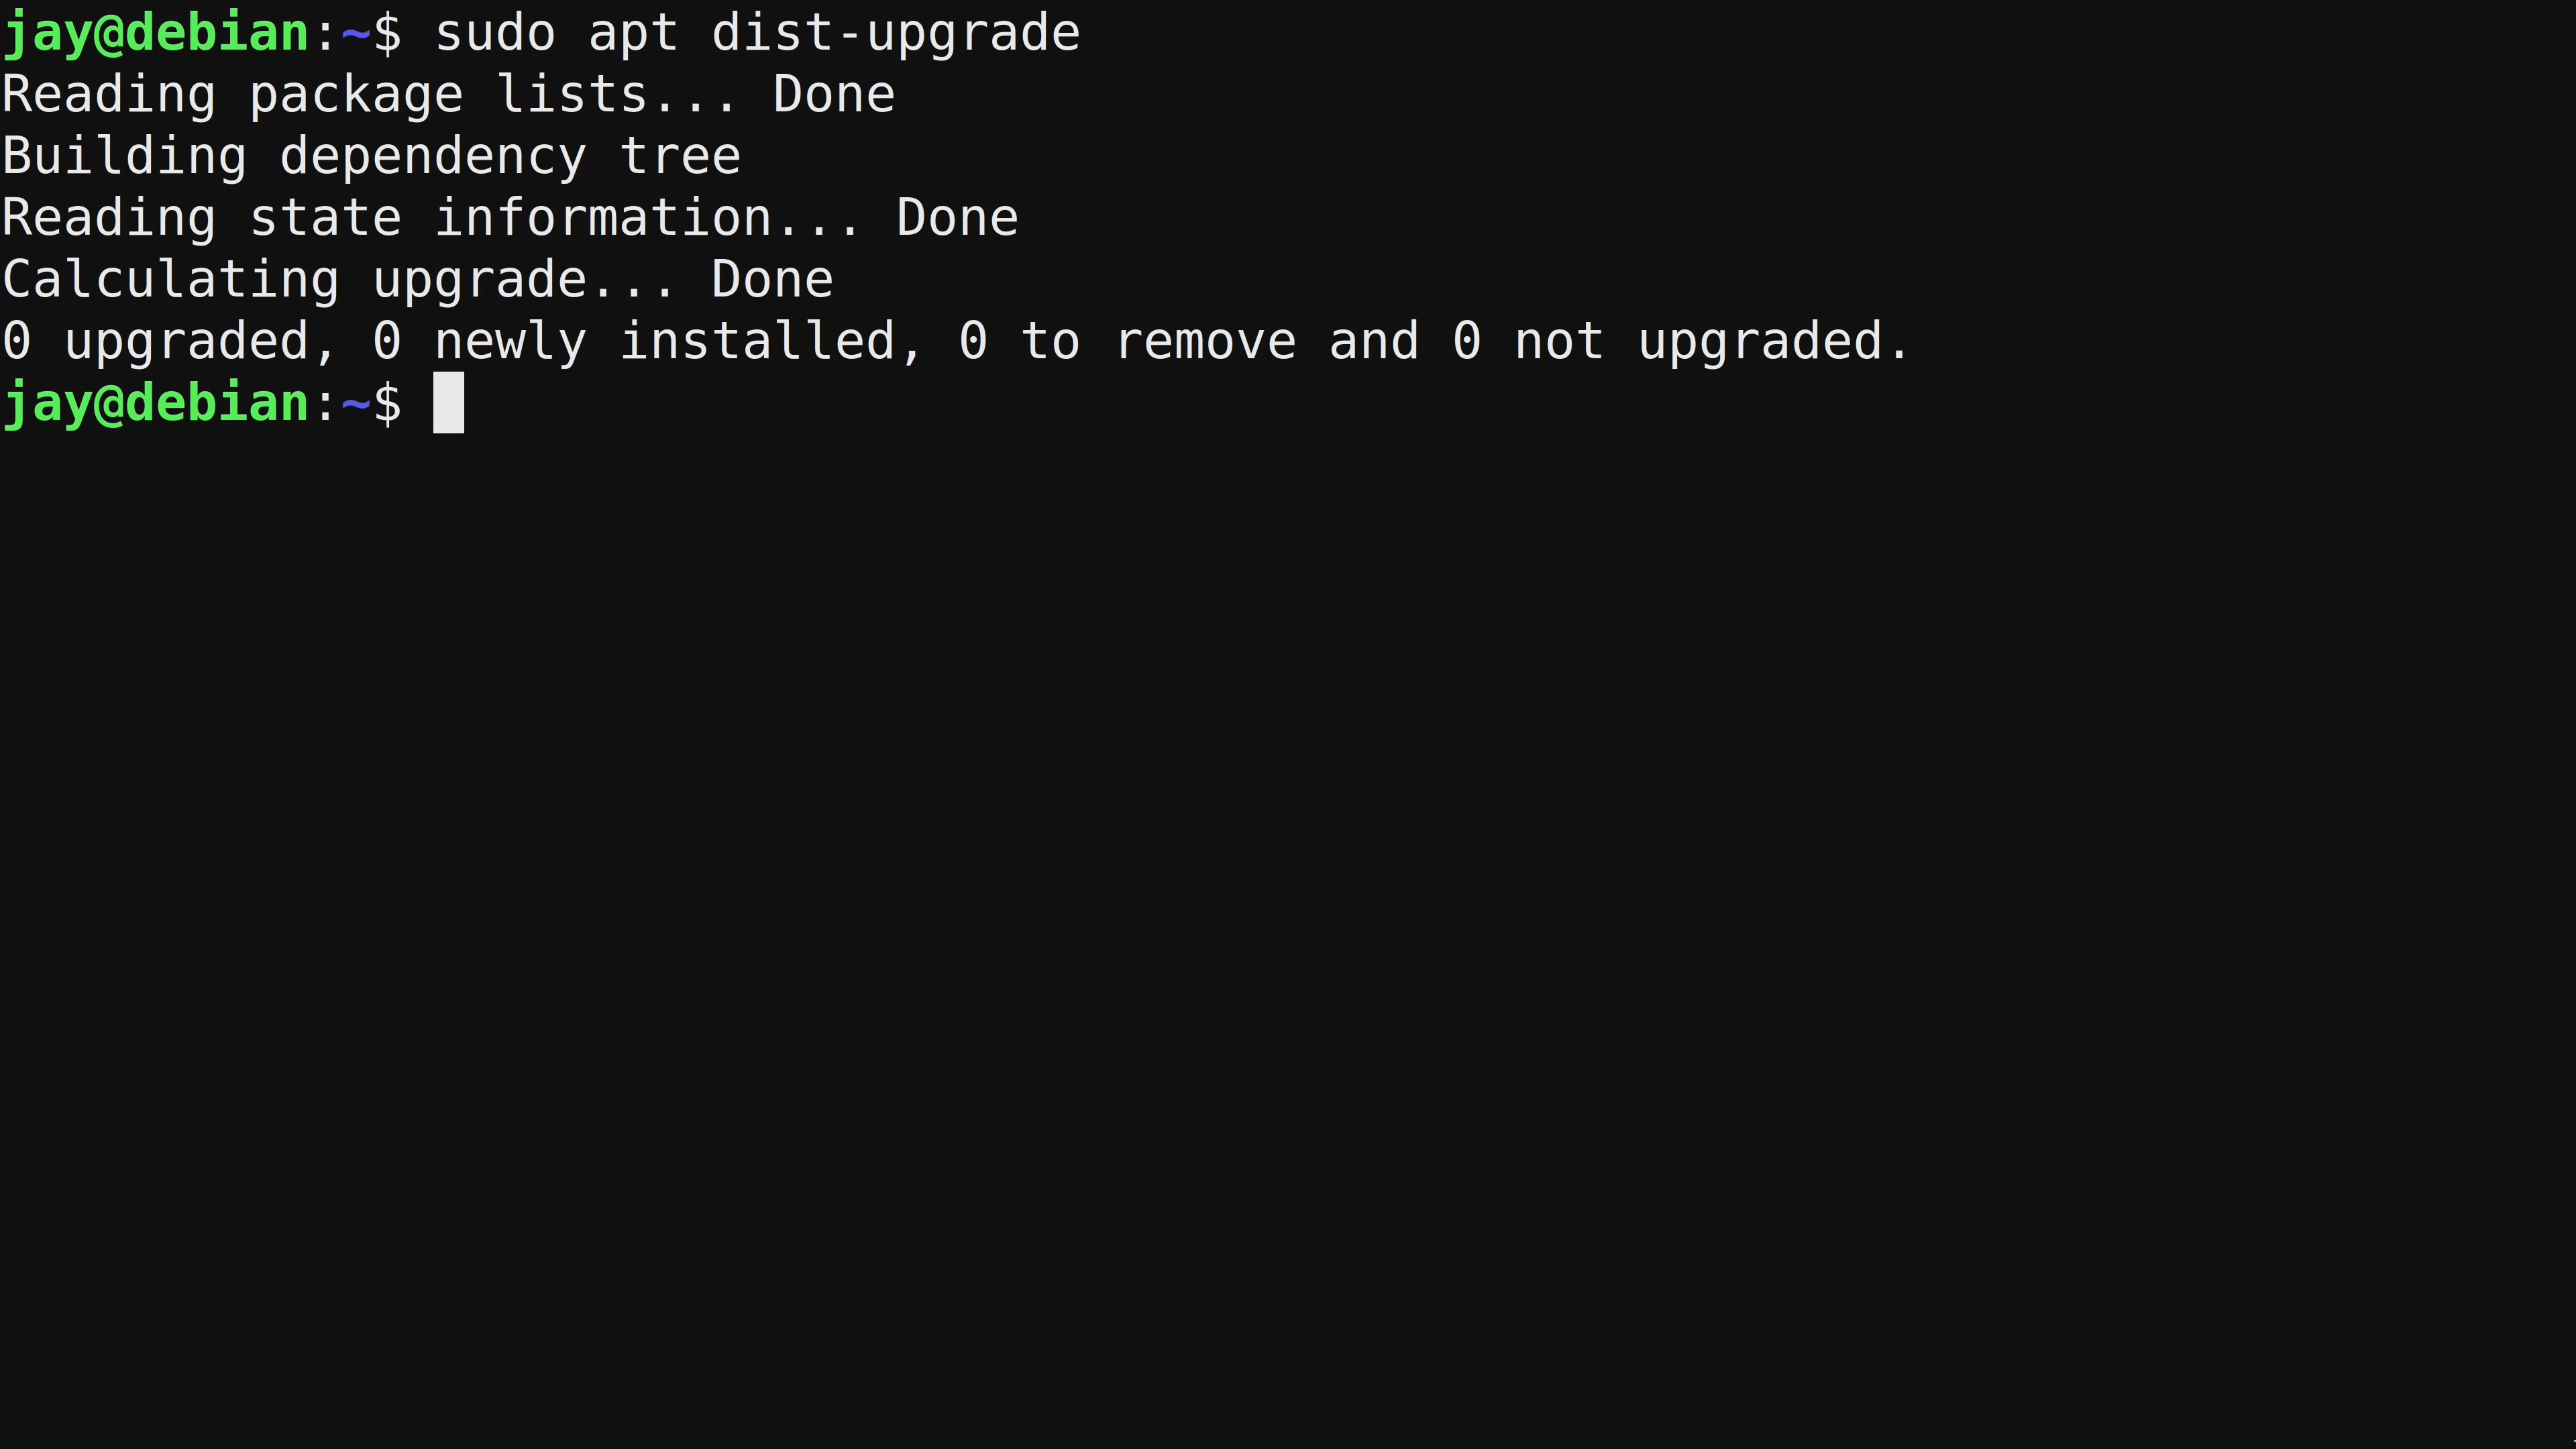 jay@debian:~$ sudo apt dist-upgrade
Reading package lists... Done
Building dependency tree
Reading state information... Done
Calculating upgrade... Done
0 upgraded, 0 newly installed, 0 to remove and 0 not upgraded.
jay@debian:~$